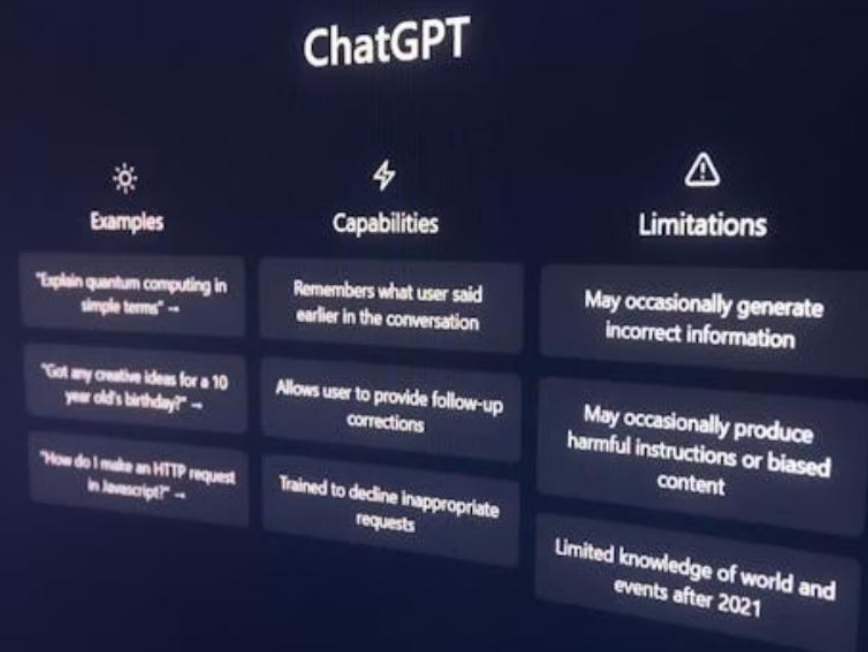 ChatGPT
Examples
"Explain quantum computing in
simple terms" →
"Got any creative ideas for a 10
year old's birthday?" →
"How do I make an HTTP request
in Javascript?" →
Capabilities
Remembers what user said
earlier in the conversation
Allows user to provide follow-up
corrections
Trained to decline inappropriate
requests
Limitations
May occasionally generate
incorrect information
May occasionally produce
harmful instructions or biased
content
Limited knowledge of world and
events after 2021